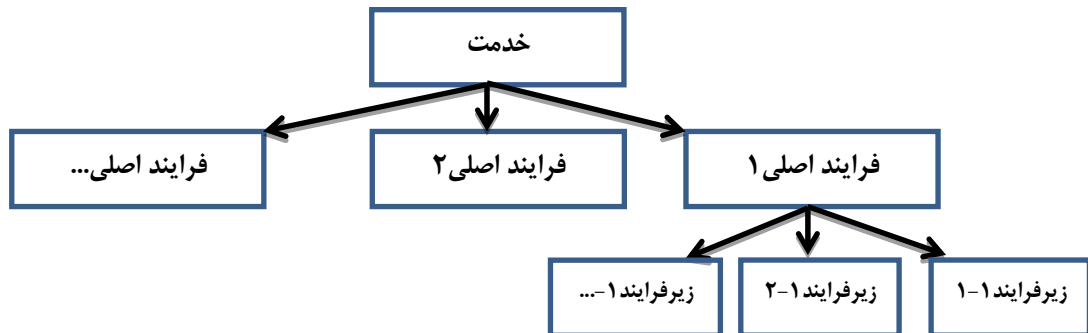 خدمت
فرایند اصلی۱
فرایند اصلی۲
فرایند اصلی...
زیرفرایند۱-۱
زیرفرایند۱-۲
زیرفرایند۱-...